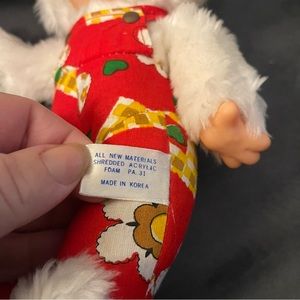 ALL NEW MATERIALS
SHREDDED ACRYLIC
FOAM PA. 31
MADE IN KOREA